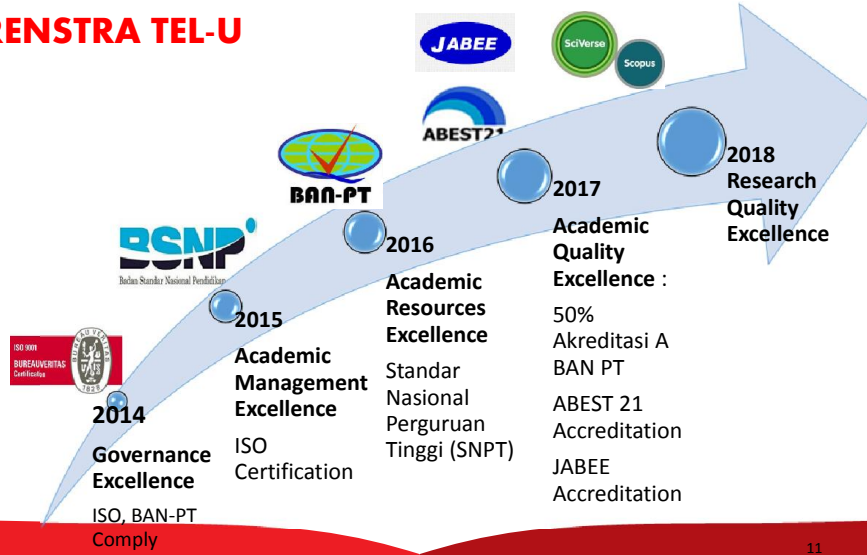 RENSTRA TEL-U
JABEE
SciVerse
Scopus
ABEST21
BAN-PT
BSNP
Badan Standar Nasional Pendidikan
ISO 9001
BUREAU VERITAS
Certification
BUREAU VERITAS
1828
2014
Governance
Excellence
ISO, BAN-PT
Comply
2015
Academic
Management
Excellence
ISO
Certification
2016
Academic
Resources
Excellence
Standar
Nasional
Perguruan
Tinggi (SNPT)
2017
Academic
Quality
Excellence :
50%
Akreditasi A
BAN PT
ABEST 21
Accreditation
JABEE
Accreditation
2018
Research
Quality
Excellence
11